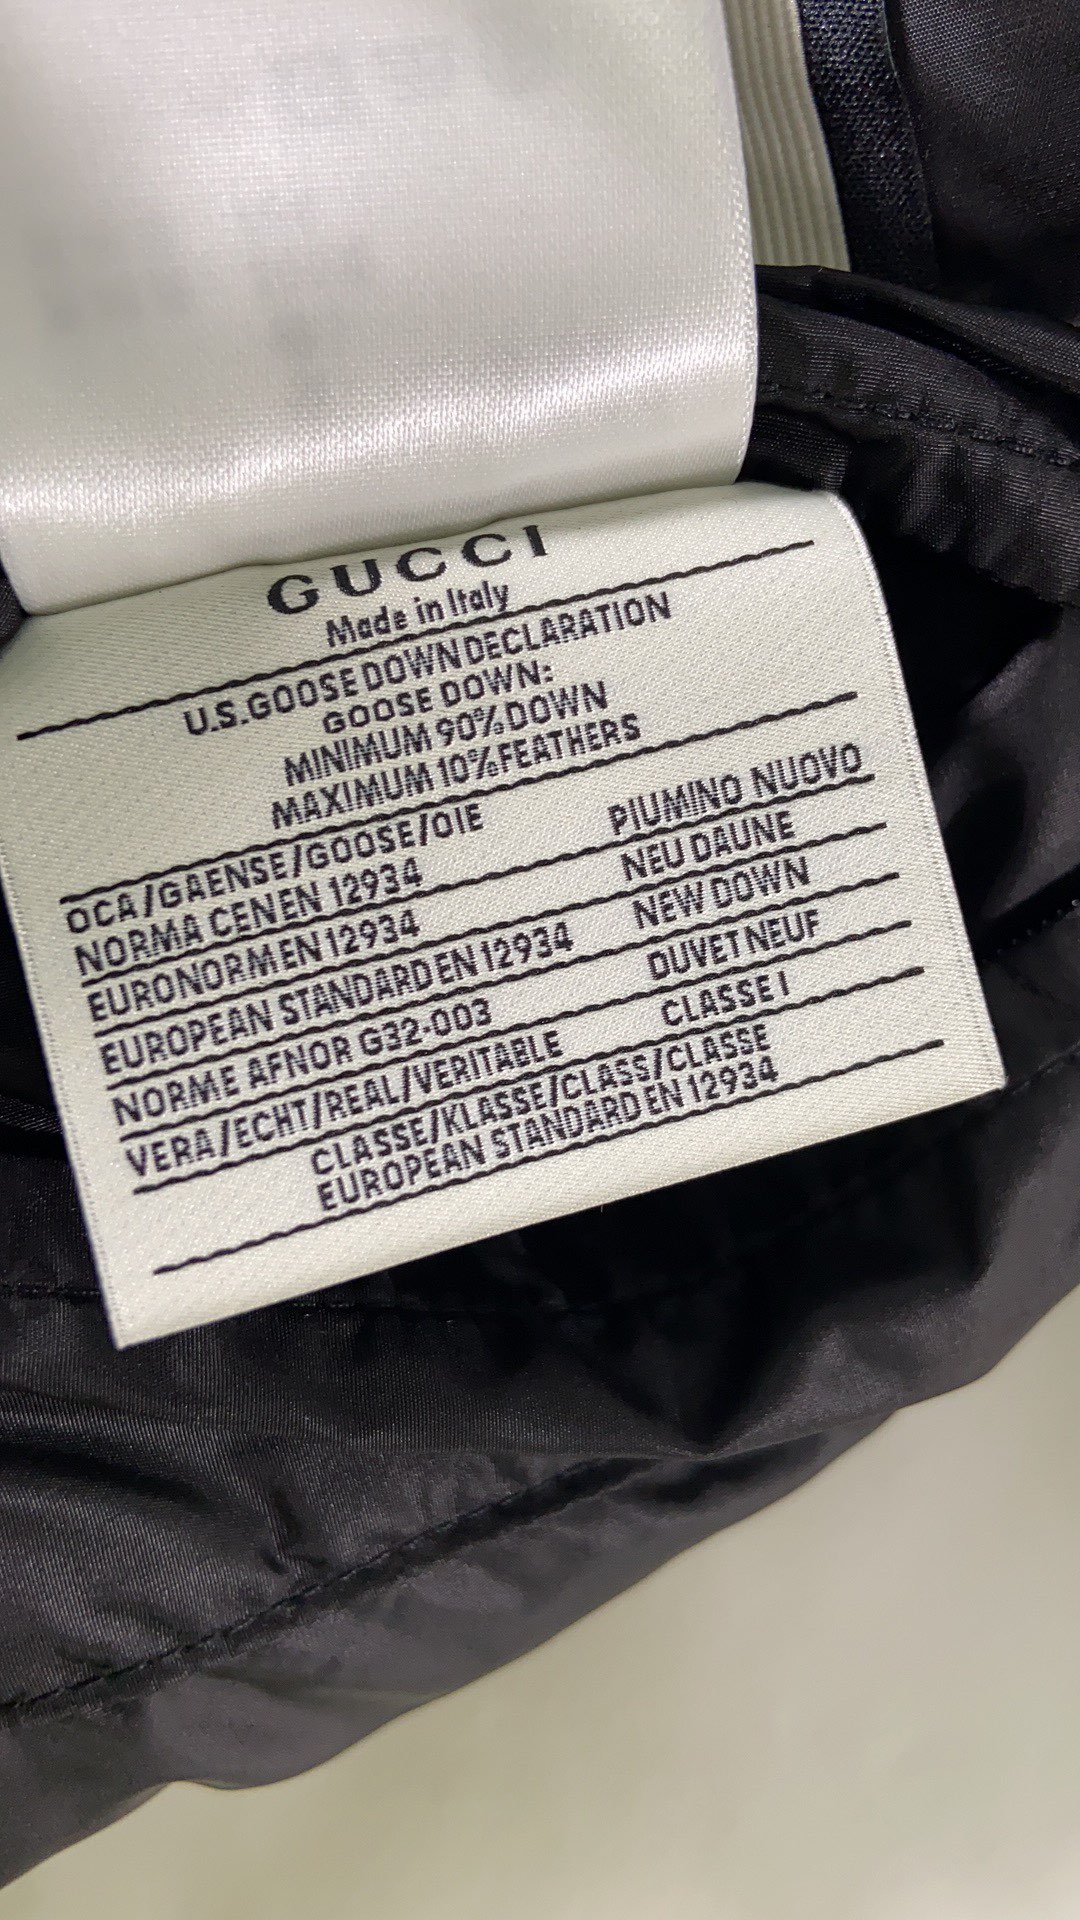 GUCCI
Made in Italy
U.S.GOOSE DOWN DECLARATION
GOOSE DOWN:
MINIMUM 90% DOWN
MAXIMUM 10% FEATHERS
OCA/GAENSE/GOOSE/OIE
NORMA CEN EN 12934 PIUMINO NUOVO
EURONORM EN 12934 NEU DAUNE
EUROPEAN STANDARD EN 12934 NEW DOWN
NORME AFNOR G32-003 DUVET NEUF
VERA/ECHT/REAL/VERITABLE CLASSE I
CLASSE/KLASSE/CLASS/CLASSE
EUROPEAN STANDARD EN 12934